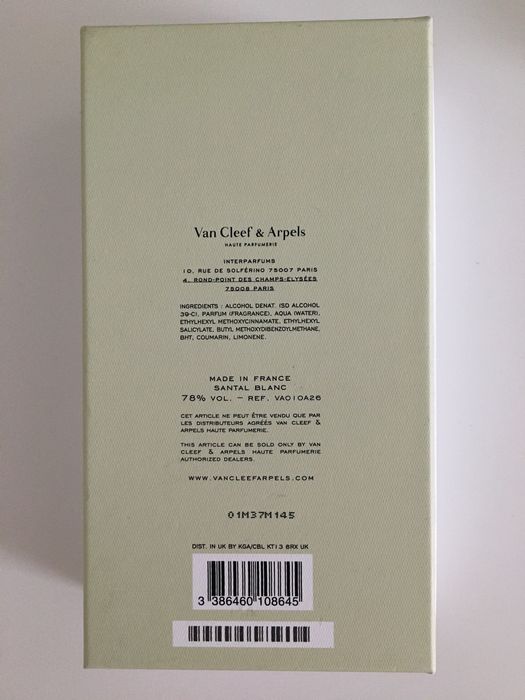 Van Cleef & Arpels
HAUTE PARFUMERIE
INTERPARFUMS
10, RUE DE SOLFÉRINO 75007 PARIS
4, ROND-POINT DES CHAMPS-ELYSÉES
75008 PARIS
INGREDIENTS : ALCOHOL DENAT. (SD ALCOHOL
39-C), PARFUM (FRAGRANCE), AQUA (WATER),
ETHYLHEXYL METHOXYCINNAMATE, ETHYLHEXYL
SALICYLATE, BUTYL METHOXYDIBENZOYLMETHANE,
BHT, COUMARIN, LIMONENE.
MADE IN FRANCE
SANTAL BLANC
78% VOL. – REF. VA010A26
CET ARTICLE NE PEUT ÊTRE VENDU QUE PAR
LES DISTRIBUTEURS AGRÉÉS VAN CLEEF &
ARPELS HAUTE PARFUMERIE.
THIS ARTICLE CAN BE SOLD ONLY BY VAN
CLEEF & ARPELS HAUTE PARFUMERIE
AUTHORIZED DEALERS.
WWW.VANCLEEFARPELS.COM
01M37M145
DIST. IN UK BY KGA/CBL KT13 8RX UK
3 386460 108645